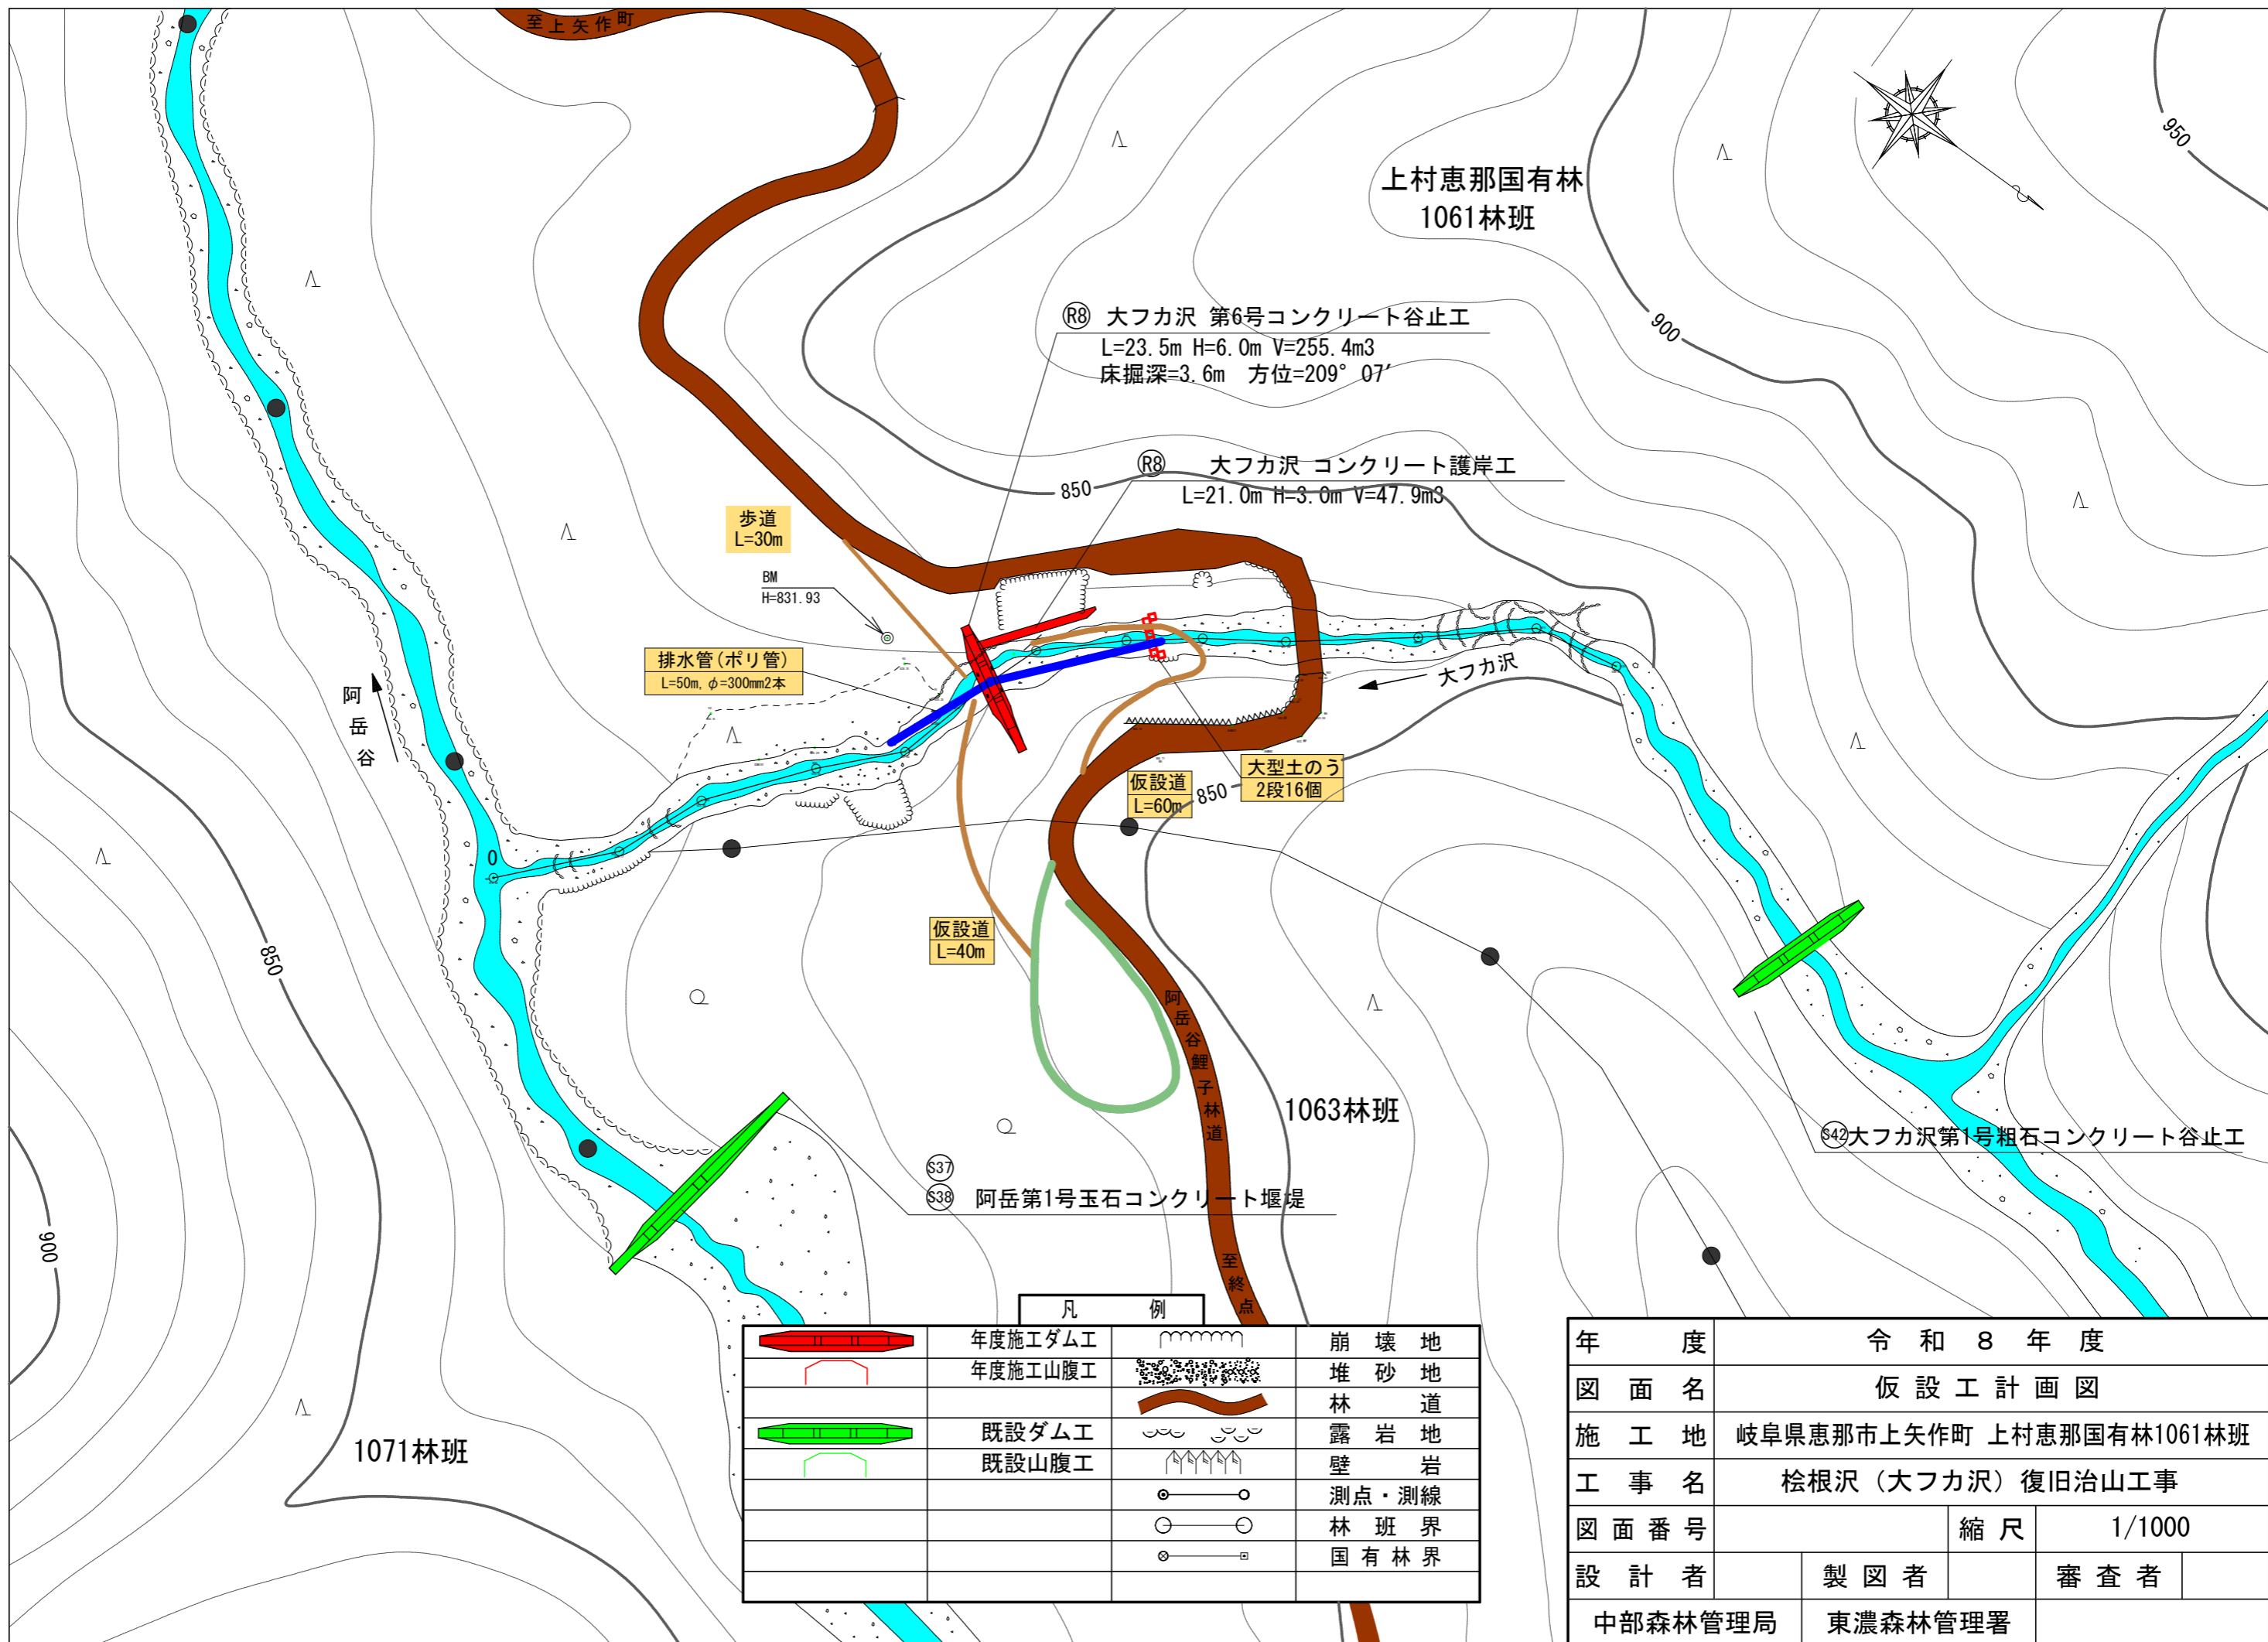 至上矢作町
上村恵那国有林
1061林班
950
900
Ⓡ8 大フカ沢 第6号コンクリート谷止工
L=23.5m H=6.0m V=255.4m3
床掘深=3.6m 方位=209°07′
R8 大フカ沢 コンクリート護岸工
L=21.0m H=3.0m V=47.9m3
850
歩道
L=30m
BM
H=831.93
排水管(ポリ管)
L=50m, φ=300mm2本
阿岳谷
大フカ沢
仮設道
L=60m
850
大型土のう
2段16個
0
仮設道
L=40m
850
900
阿岳谷鯉子林道
1063林班
S42大フカ沢第1号粗石コンクリート谷止工
S37
S38 阿岳第1号玉石コンクリート堰堤
至終点
1071林班
凡例
年度施工ダムエ 崩壊地
年度施工山腹工 堆砂地
林道
既設ダムエ 露岩地
既設山腹工 壁岩
測点・測線
林班界
国有林界
年度 令和8年度
図面名 仮設工計画図
施工地 岐阜県恵那市上矢作町 上村恵那国有林1061林班
工事名 桧根沢（大フカ沢）復旧治山工事
図面番号 縮尺 1/1000
設計者 製図者 審査者
中部森林管理局 東濃森林管理署